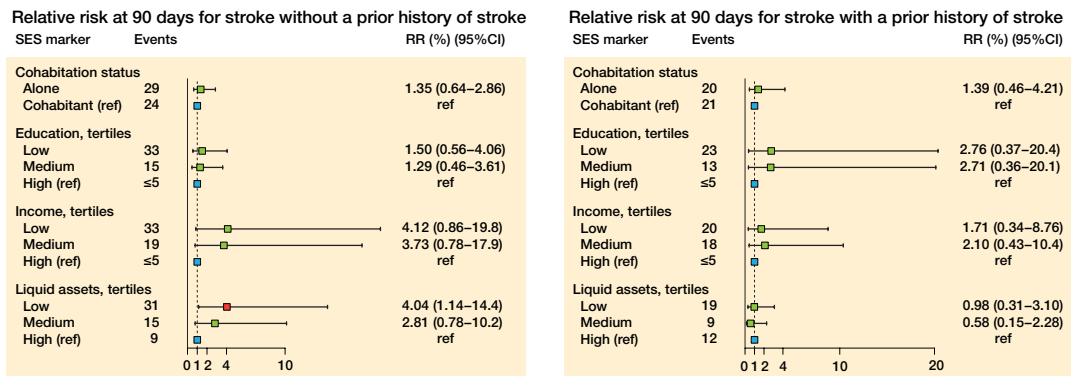 Relative risk at 90 days for stroke without a prior history of stroke
SES marker Events RR (%) (95%CI)
Cohabitation status
Alone 29 1.35 (0.64–2.86)
Cohabitant (ref) 24 ref
Education, tertiles
Low 33 1.50 (0.56–4.06)
Medium 15 1.29 (0.46–3.61)
High (ref) ≤5 ref
Income, tertiles
Low 33 4.12 (0.86–19.8)
Medium 19 3.73 (0.78–17.9)
High (ref) ≤5 ref
Liquid assets, tertiles
Low 31 4.04 (1.14–14.4)
Medium 15 2.81 (0.78–10.2)
High (ref) 9 ref
0 1 2 4 10
Relative risk at 90 days for stroke with a prior history of stroke
SES marker Events RR (%) (95%CI)
Cohabitation status
Alone 20 1.39 (0.46–4.21)
Cohabitant (ref) 21 ref
Education, tertiles
Low 23 2.76 (0.37–20.4)
Medium 13 2.71 (0.36–20.1)
High (ref) ≤5 ref
Income, tertiles
Low 20 1.71 (0.34–8.76)
Medium 18 2.10 (0.43–10.4)
High (ref) ≤5 ref
Liquid assets, tertiles
Low 19 0.98 (0.31–3.10)
Medium 9 0.58 (0.15–2.28)
High (ref) 12 ref
0 1 2 4 10 20